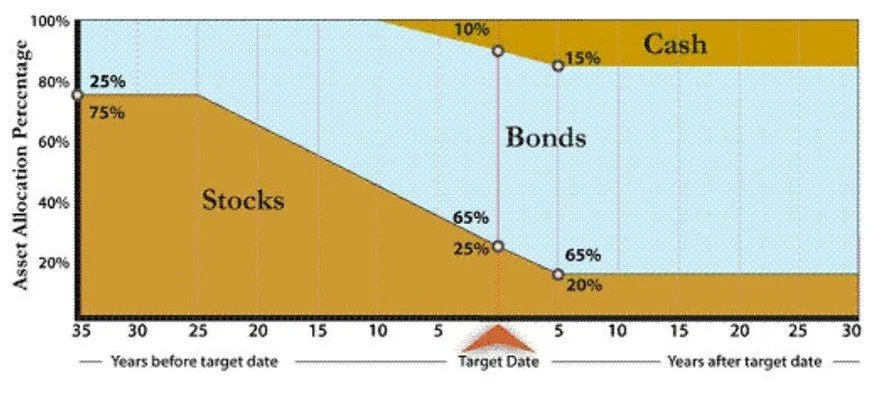 Asset Allocation Percentage
100%
80%
60%
40%
20%
10%
Cash
15%
25%
75%
Bonds
Stocks
65%
25%
65%
20%
35 30 25 20 15 10 5 5 10 15 20 25 30
Years before target date Target Date Years after target date